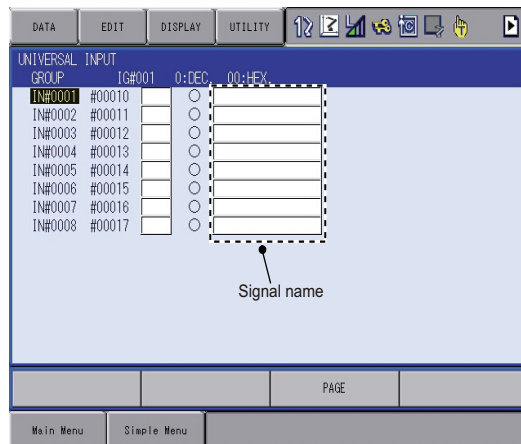 DATA EDIT DISPLAY UTILITY
UNIVERSAL INPUT
GROUP IG#001 0:DEC. 00:HEX.
IN#0001 #00010
IN#0002 #00011
IN#0003 #00012
IN#0004 #00013
IN#0005 #00014
IN#0006 #00015
IN#0007 #00016
IN#0008 #00017
Signal name
PAGE
Main Menu Simple Menu